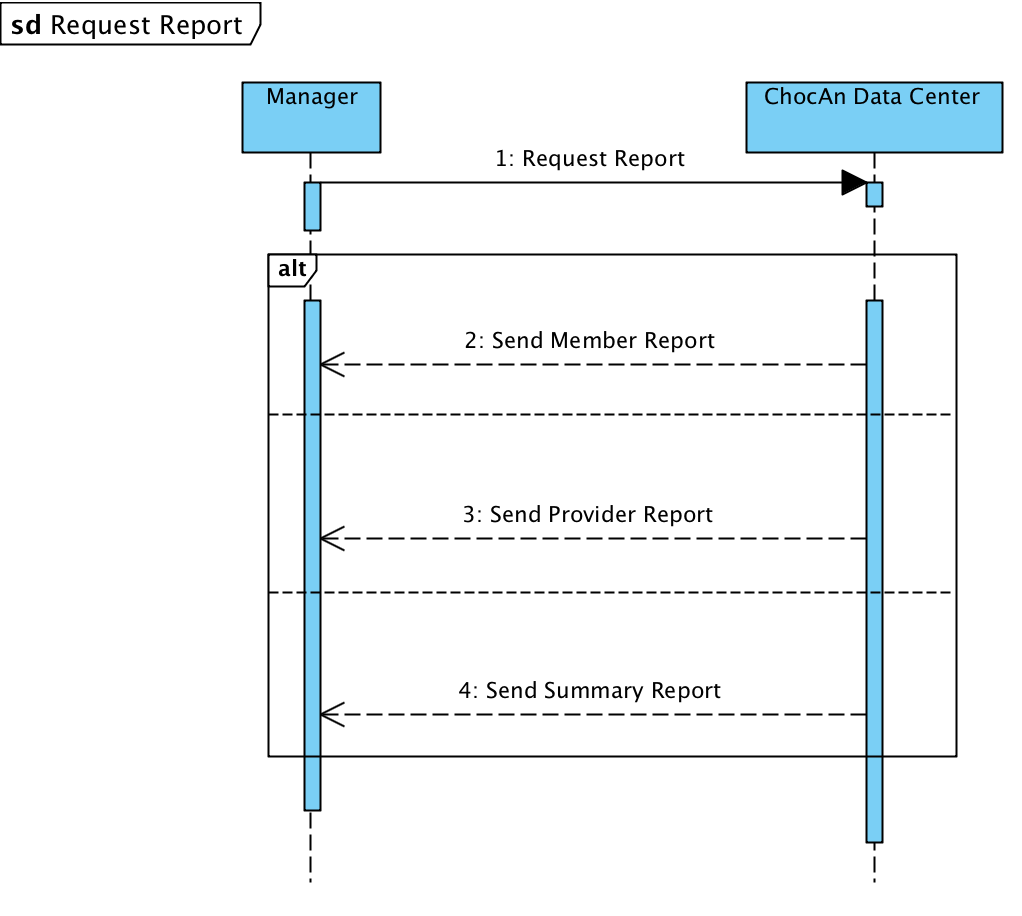 sd Request Report
Manager
ChocAn Data Center
1: Request Report
alt
2: Send Member Report
3: Send Provider Report
4: Send Summary Report